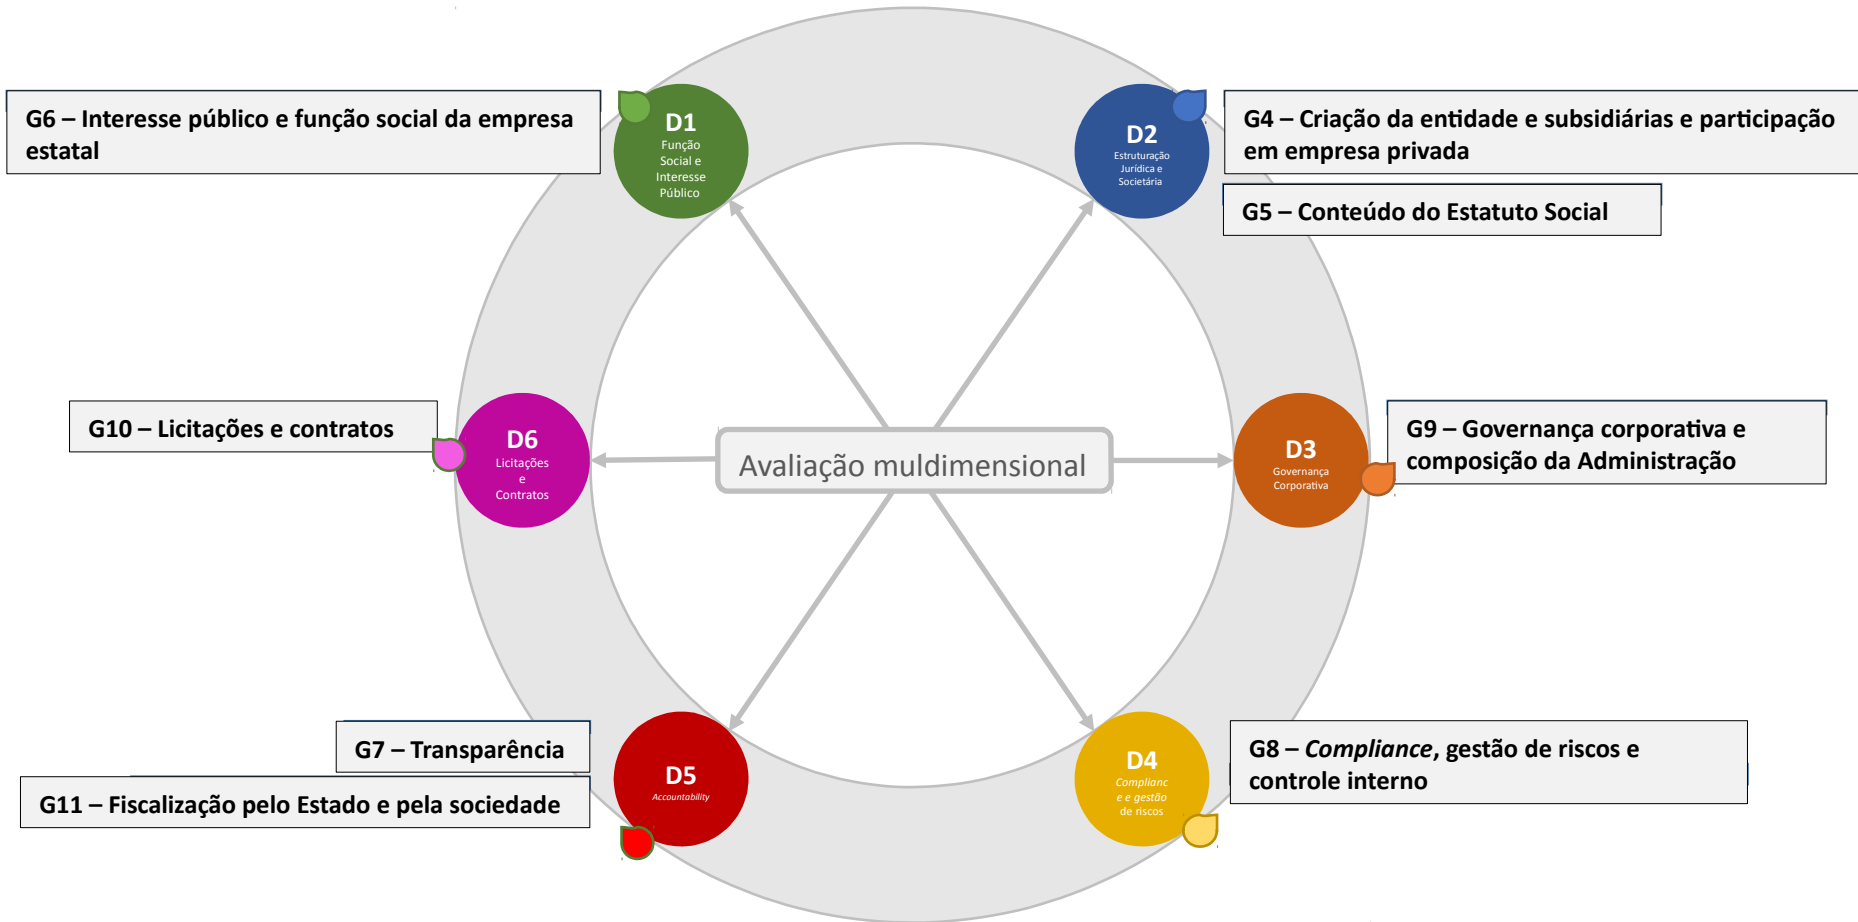 G6 – Interesse público e função social da empresa
estatal
D1
Função
Social e
Interesse
Público
D2
Estruturação
Jurídica e
Societária
G4 – Criação da entidade e subsidiárias e participação
em empresa privada
G5 – Conteúdo do Estatuto Social
G10 – Licitações e contratos
D6
Licitações
e
Contratos
Avaliação muldimensional
D3
Governança
Corporativa
G9 – Governança corporativa e
composição da Administração
G7 – Transparência
G11 – Fiscalização pelo Estado e pela sociedade
D5
Accountability
D4
Complianc
e e gestão
de riscos
G8 – Compliance, gestão de riscos e
controle interno